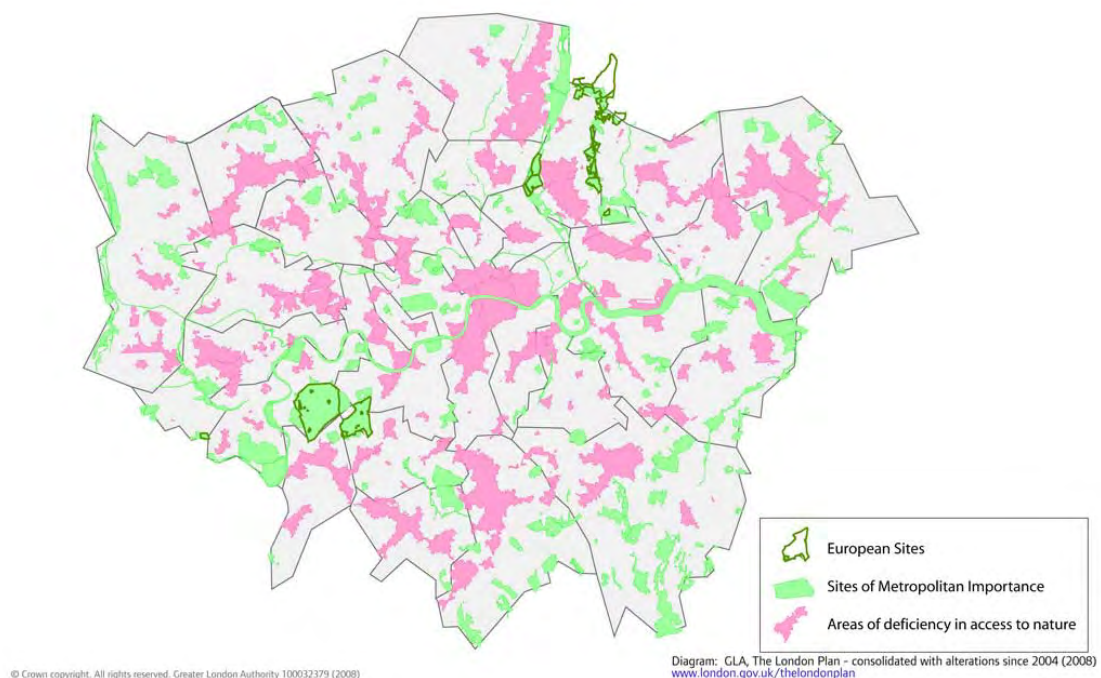 European Sites
Sites of Metropolitan Importance
Areas of deficiency in access to nature
Diagram: GLA, The London Plan - consolidated with alterations since 2004 (2008)
www.london.gov.uk/thelondonplan
© Crown copyright. All rights reserved. Greater London Authority 100032379 (2008)